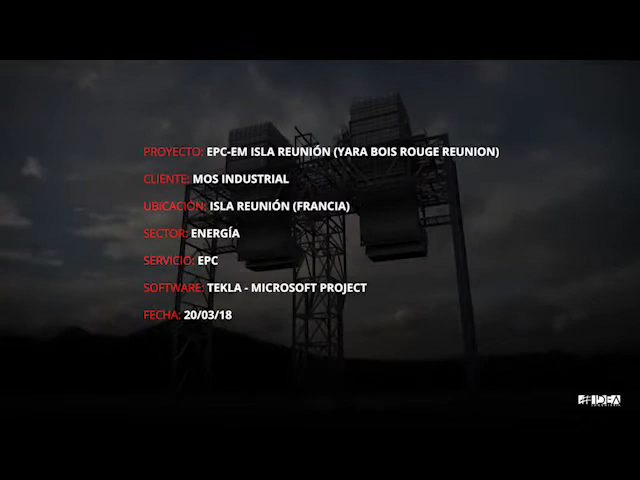 PROYECTO: EPC-EM ISLA REUNIÓN (YARA BOIS ROUGE REUNION)
CLIENTE: MOS INDUSTRIAL
UBICACIÓN: ISLA REUNIÓN (FRANCIA)
SECTOR: ENERGÍA
SERVICIO: EPC
SOFTWARE: TEKLA - MICROSOFT PROJECT
FECHA: 20/03/18
IDEA